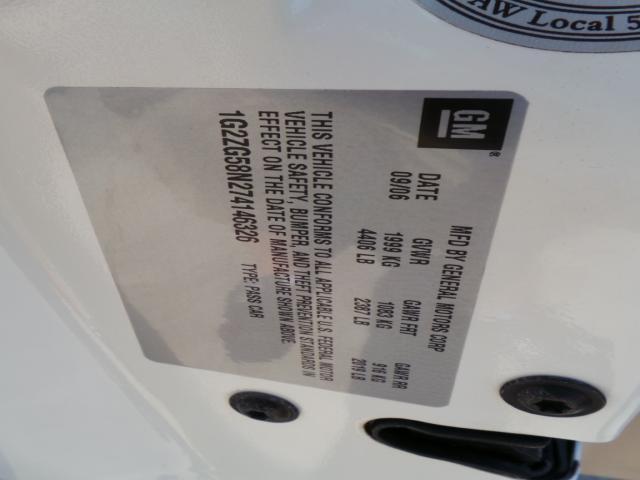 AW Local 5
GM ®
MFD BY GENERAL MOTORS CORP
DATE GVWR GAWR FRT GAWR RR
09/06 1999 KG 1083 KG 916 KG
4406 LB 2387 LB 2019 LB
THIS VEHICLE CONFORMS TO ALL APPLICABLE U.S. FEDERAL MOTOR
VEHICLE SAFETY, BUMPER, AND THEFT PREVENTION STANDARDS IN
EFFECT ON THE DATE OF MANUFACTURE SHOWN ABOVE.
1G2ZG58N274146326 TYPE: PASS CAR